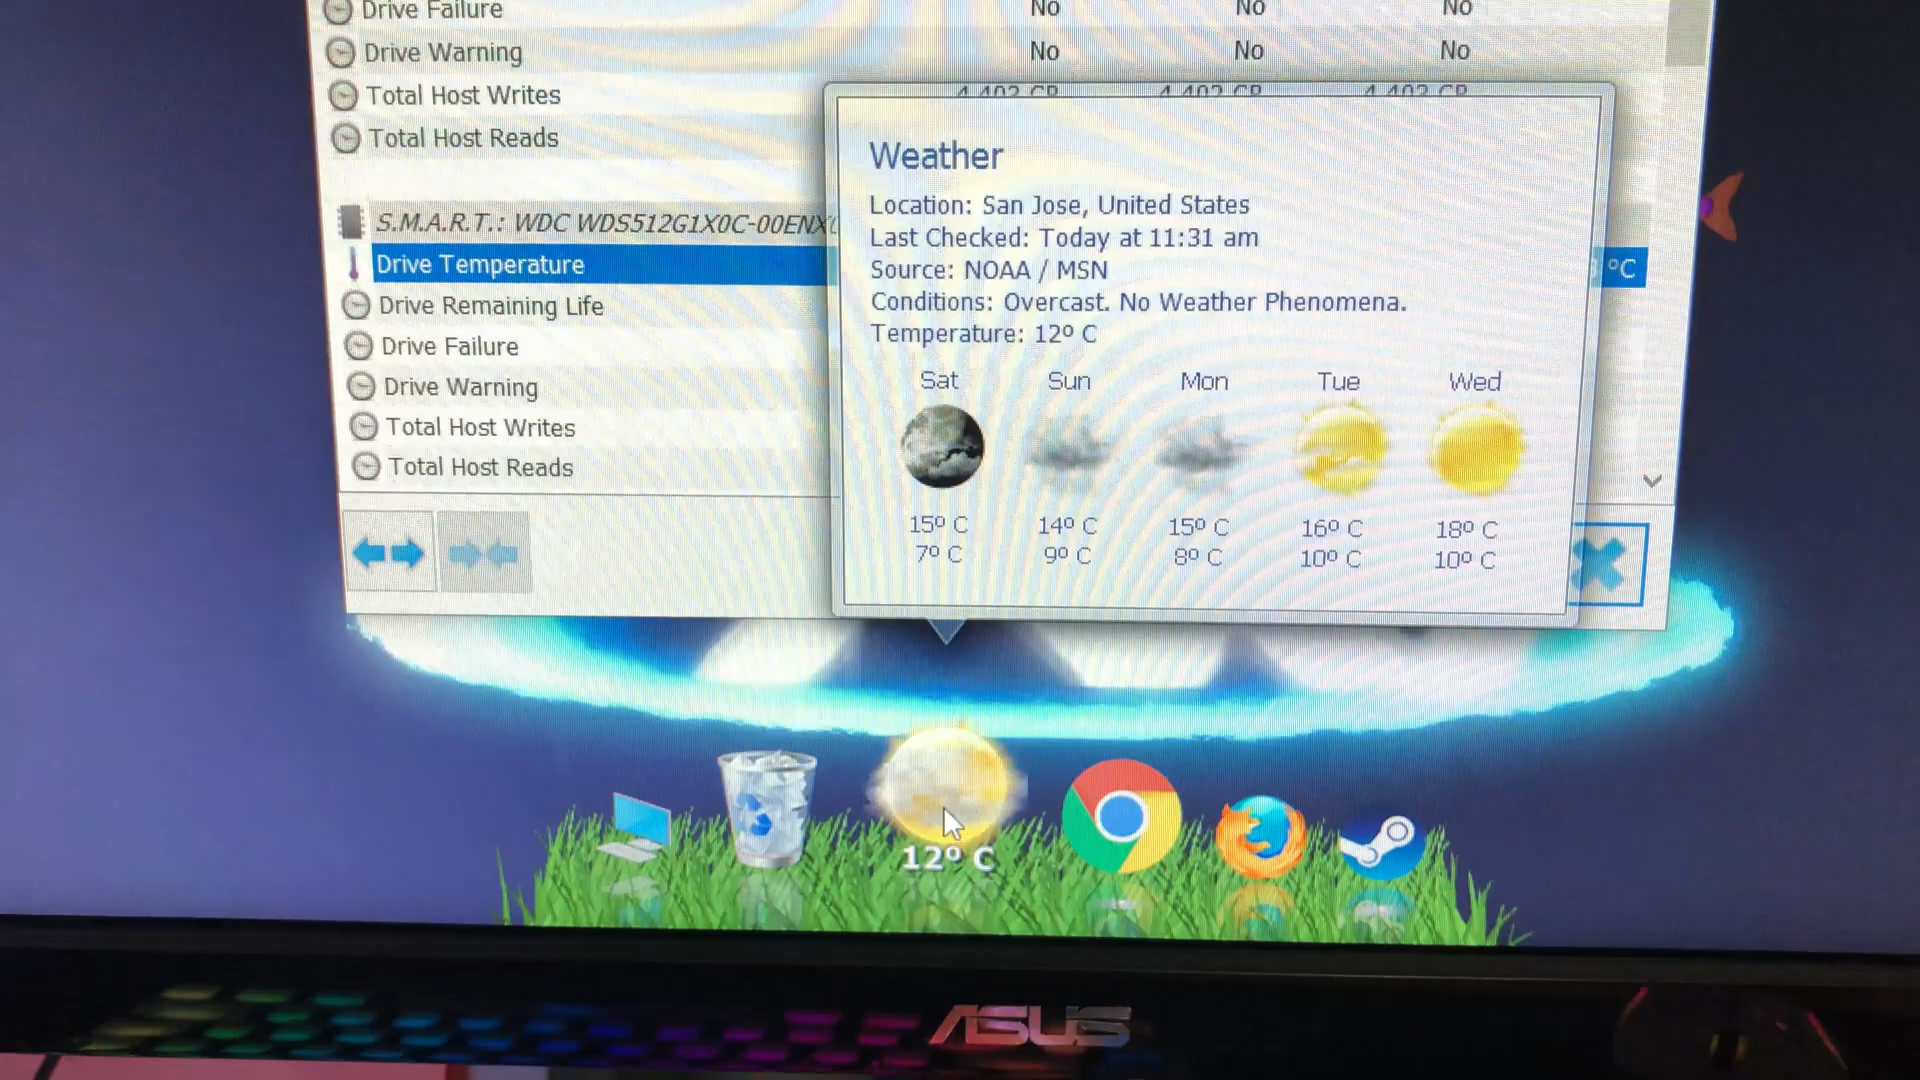 Drive Failure No No No
Drive Warning No No No
Total Host Writes
Total Host Reads
S.M.A.R.T.: WDC WDS512G1X0C-00ENX
Drive Temperature ºC
Drive Remaining Life
Drive Failure
Drive Warning
Total Host Writes
Total Host Reads
Weather
Location: San Jose, United States
Last Checked: Today at 11:31 am
Source: NOAA / MSN
Conditions: Overcast. No Weather Phenomena.
Temperature: 12º C
Sat Sun Mon Tue Wed
15º C 14º C 15º C 16º C 18º C
7º C 9º C 8º C 10º C 10º C
12º C
ASUS